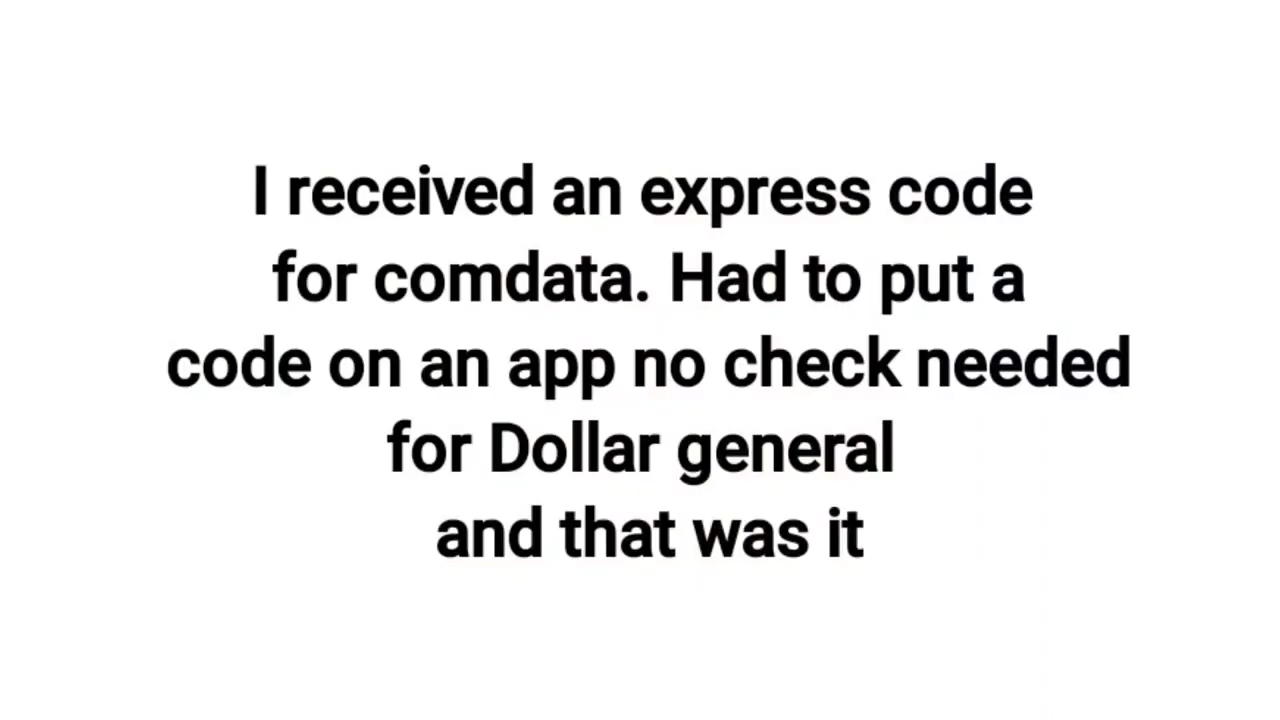 I received an express code
for comdata. Had to put a
code on an app no check needed
for Dollar general
and that was it